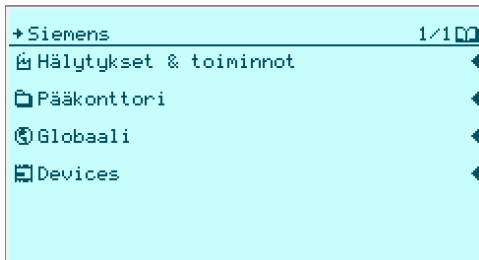 Siemens 1/1
Hälytykset & toiminnot
Pääkonttori
Globaali
Devices